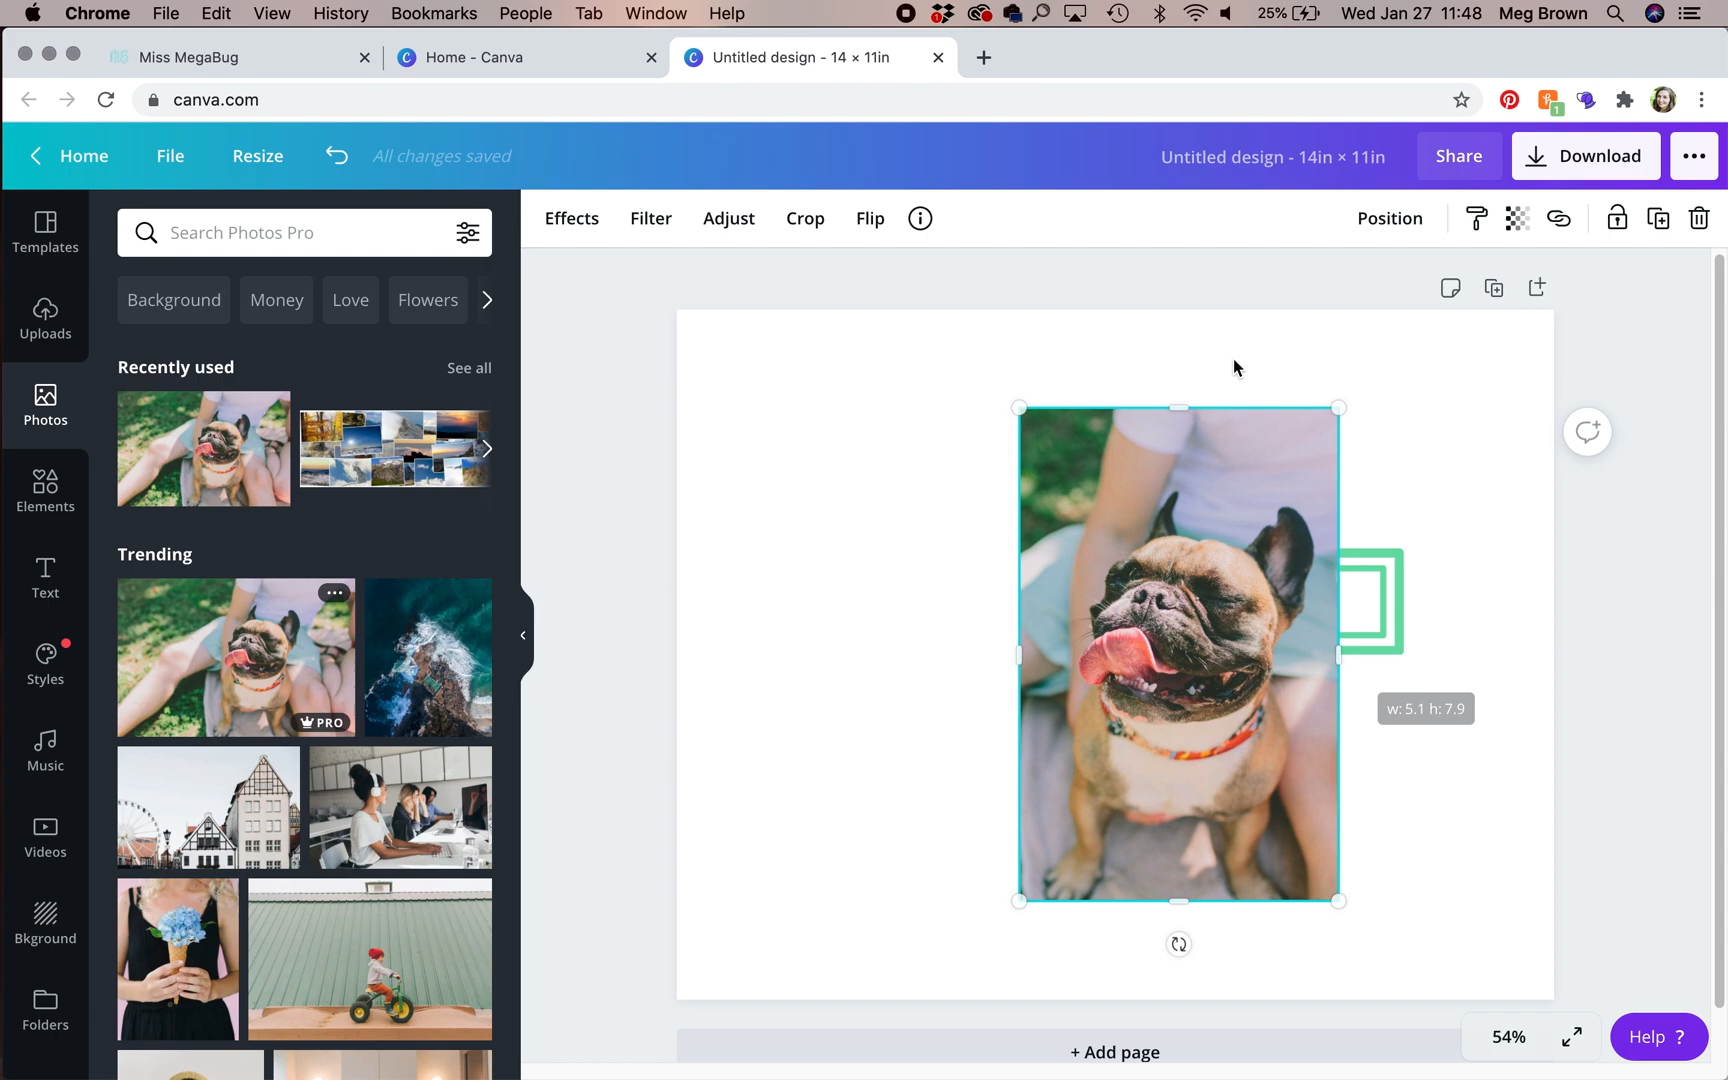 Chrome File Edit View History Bookmarks People Tab Window Help 1 25% Wed Jan 27 11:48 Meg Brown
Miss MegaBug
Home - Canva
Untitled design - 14 × 11in
canva.com
1
Home File Resize All changes saved Untitled design - 14in × 11in Share Download
Effects Filter Adjust Crop Flip Position
Templates
Uploads
Photos
Elements
Text
Styles
Music
Videos
Bkground
Folders
Search Photos Pro
Background Money Love Flowers
Recently used See all
Trending
PRO
w: 5.1 h: 7.9
+ Add page
54%
Help ?